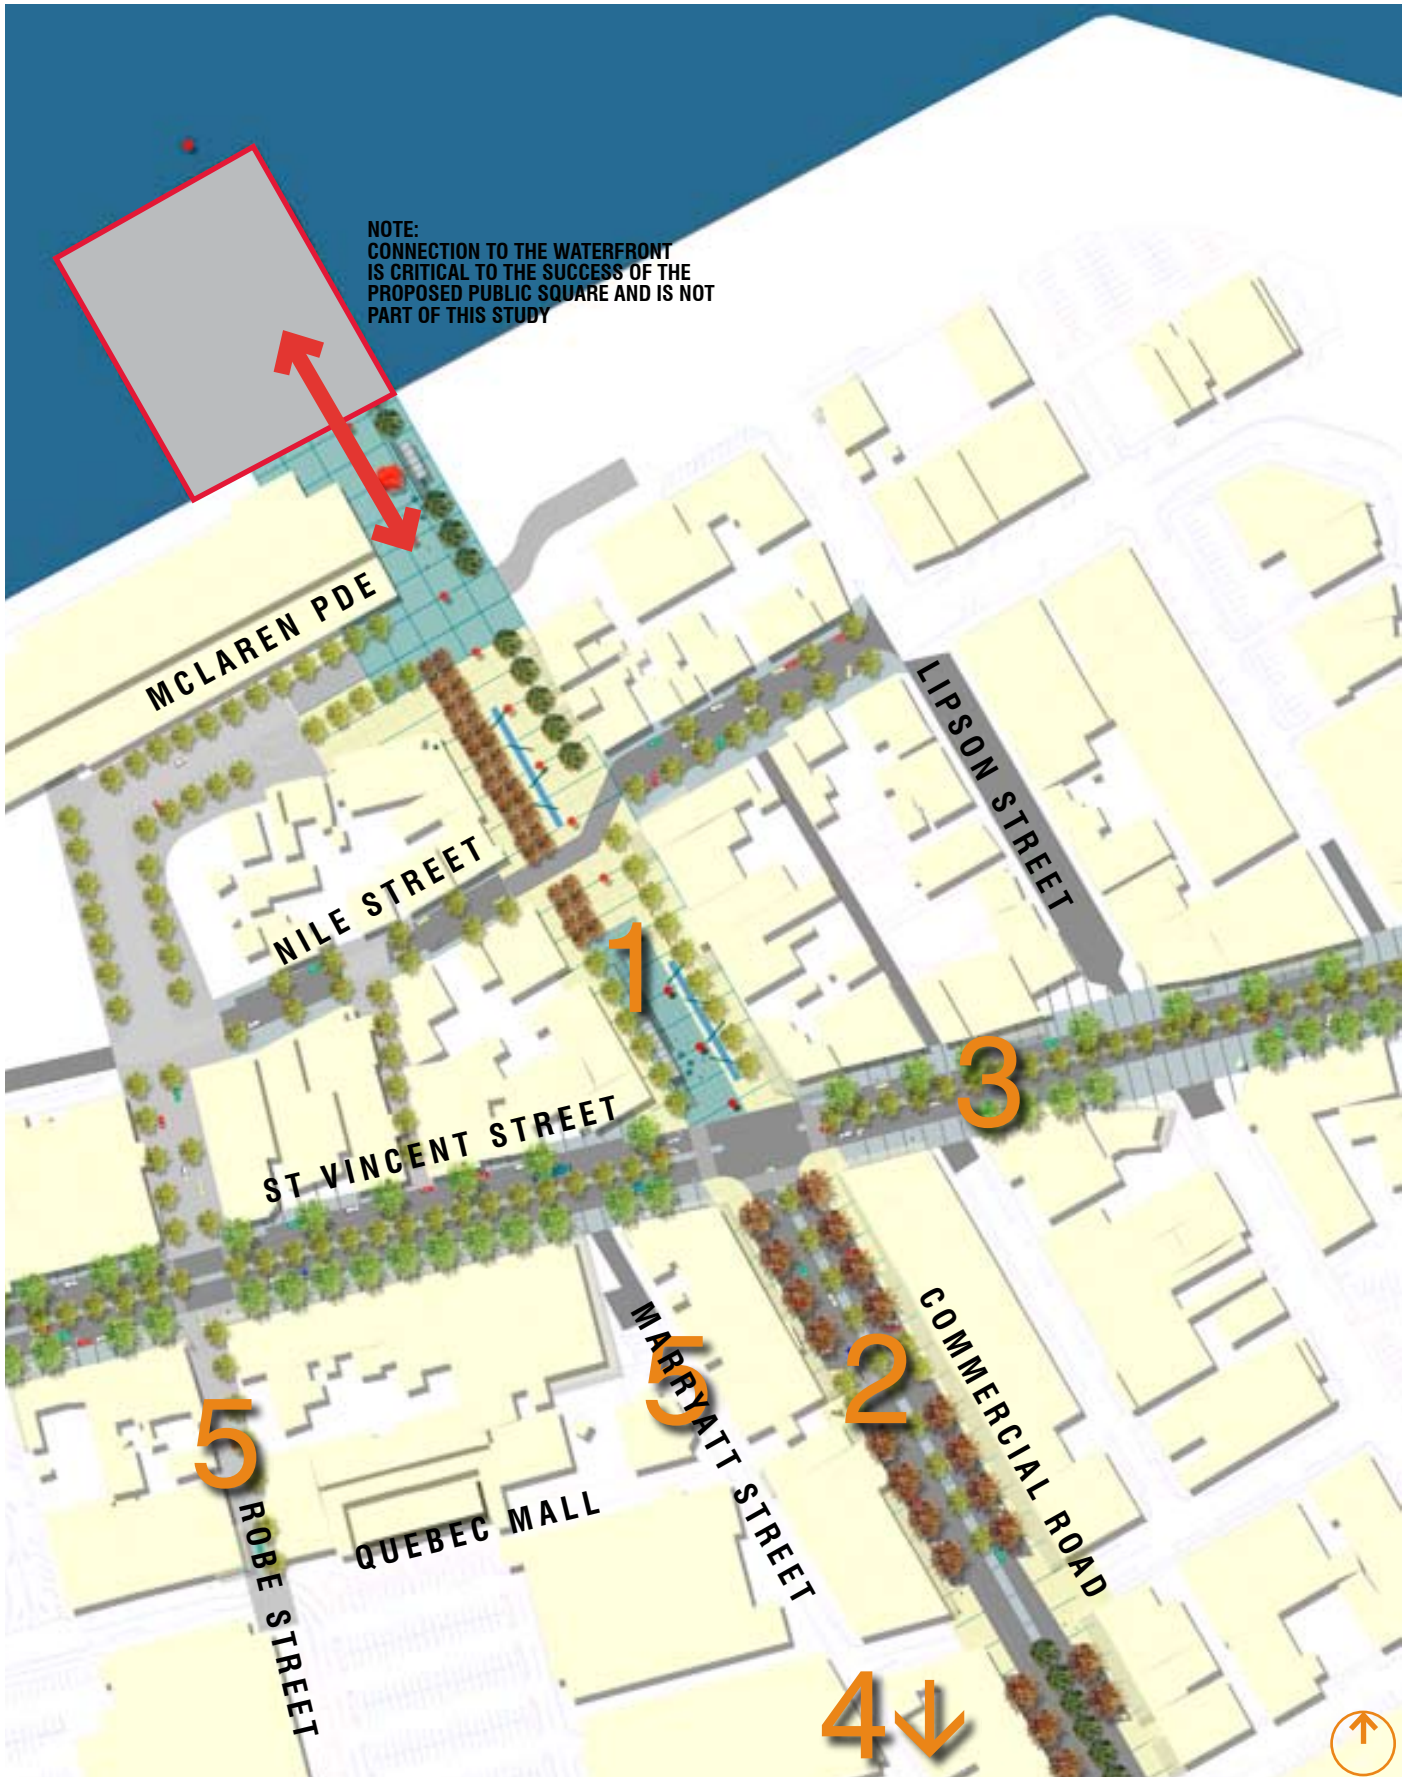 NOTE:
CONNECTION TO THE WATERFRONT
IS CRITICAL TO THE SUCCESS OF THE
PROPOSED PUBLIC SQUARE AND IS NOT
PART OF THIS STUDY
MCLAREN PDE
LIPSON STREET
NILE STREET
1
3
ST VINCENT STREET
MARRYATT STREET
COMMERCIAL ROAD
5
2
5
ROBE STREET
QUEBEC MALL
4